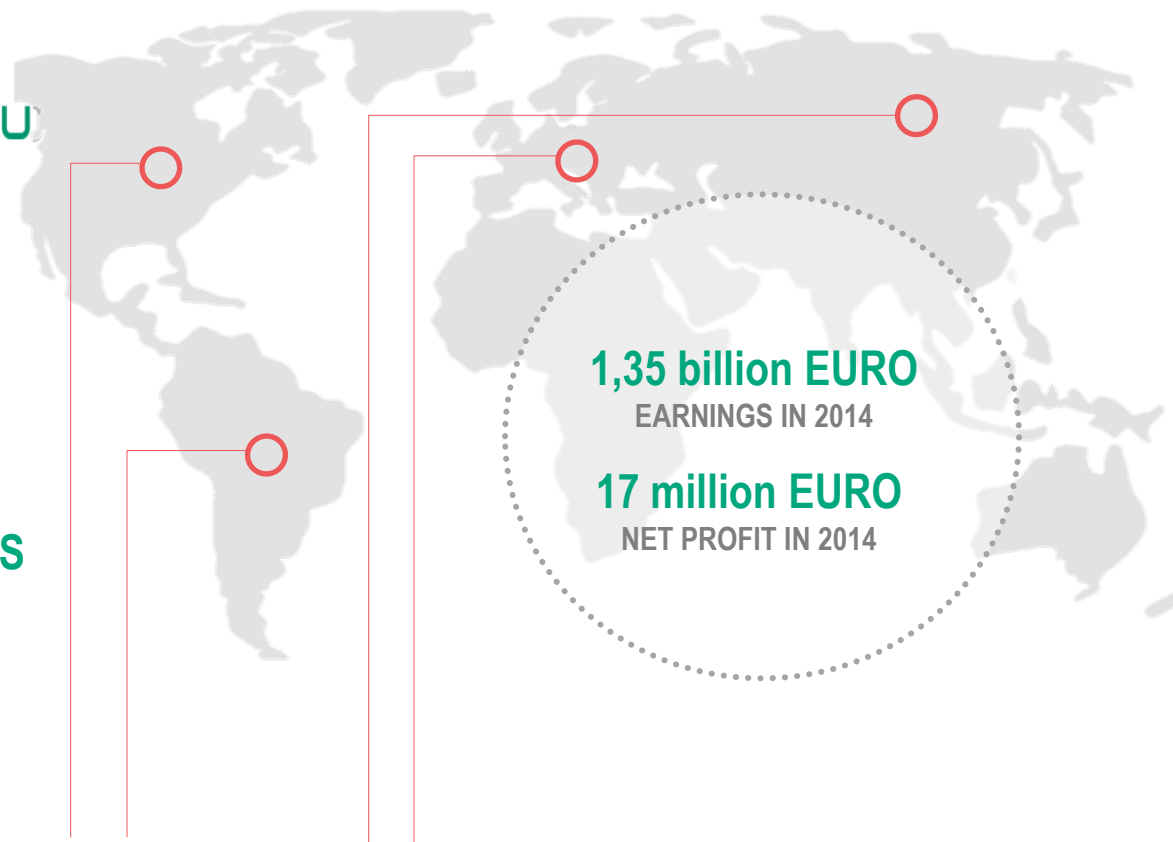 U
1,35 billion EURO
EARNINGS IN 2014
17 million EURO
NET PROFIT IN 2014
S